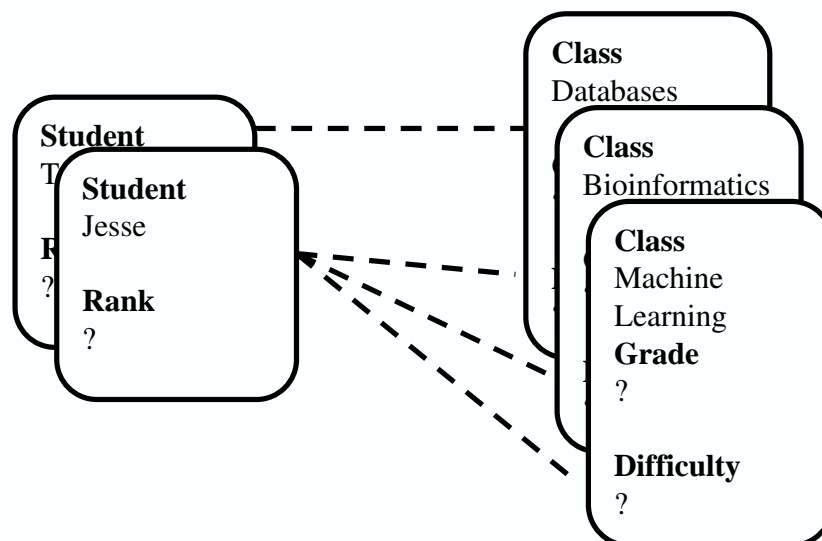 Student
Student
Jesse
Rank
?
?
Class
Databases
Class
Bioinformatics
Class
Machine
Learning
Grade
?
Difficulty
?